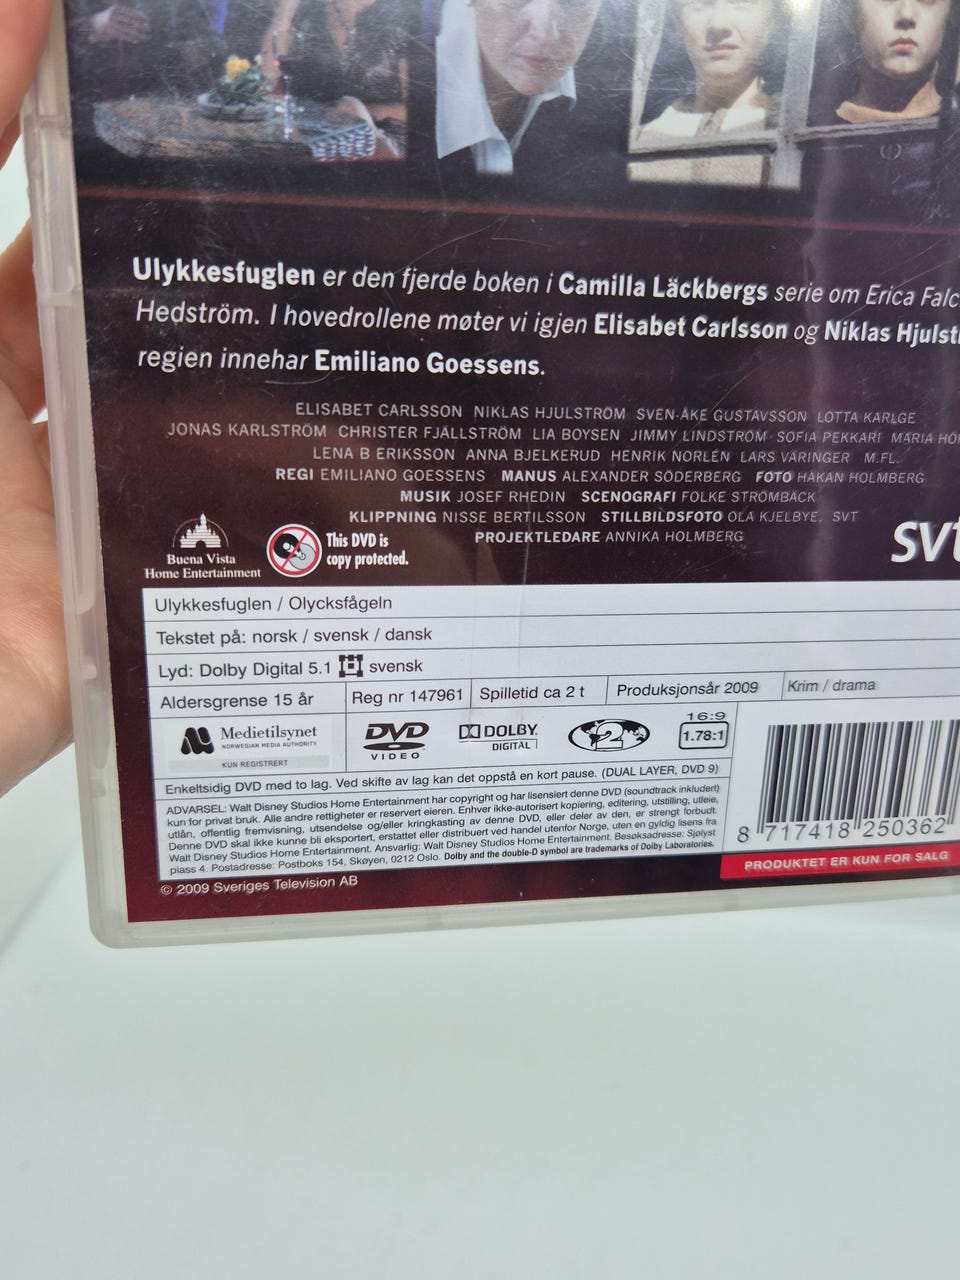 Ulykkesfuglen er den fjerde boken i Camilla Läckbergs serie om Erica Falc
Hedström. I hovedrollene møter vi igjen Elisabet Carlsson og Niklas Hjulst
regien innehar Emiliano Goessens.
ELISABET CARLSSON NIKLAS HJULSTRÖM SVEN-ÅKE GUSTAVSSON LOTTA KARLGE
JONAS KARLSTRÖM CHRISTER FJÄLLSTRÖM LIA BOYSEN JIMMY LINDSTRÖM SOFIA PEKKARI MARIA HO
LENA B ERIKSSON ANNA BJELKERUD HENRIK NORLÉN LARS VÄRINGER M.FL.
REGI EMILIANO GOESSENS MANUS ALEXANDER SÖDERBERG FOTO HÅKAN HOLMBERG
MUSIK JOSEF RHEDIN SCENOGRAFI FOLKE STRÖMBÄCK
KLIPPNING NISSE BERTILSSON STILLBILDSFOTO OLA KJELBYE, SVT
PROJEKTLEDARE ANNIKA HOLMBERG
svt
Buena Vista
Home Entertainment
This DVD is
copy protected.
Ulykkesfuglen / Olycksfågeln
Tekstet på: norsk / svensk / dansk
Lyd: Dolby Digital 5.1 svensk
Aldersgrense 15 år Reg nr 147961 Spilletid ca 2 t Produksjonsår 2009 Krim / drama
Medietilsynet
NORWEGIAN MEDIA AUTHORITY
KUN REGISTRERT
DVD
VIDEO
DOLBY
DIGITAL
2
16:9
1.78:1
Enkeltsidig DVD med to lag. Ved skifte av lag kan det oppstå en kort pause. (DUAL LAYER, DVD 9)
ADVARSEL: Walt Disney Studios Home Entertainment har copyright og har lisensiert denne DVD (soundtrack inkludert)
kun for privat bruk. Alle andre rettigheter er reservert eieren. Enhver ikke-autorisert kopiering, editering, utstilling, utleie,
utlån, offentlig fremvisning, utsendelse og/eller kringkasting av denne DVD, eller deler av den, er strengt forbudt.
Denne DVD skal ikke kunne bli eksportert, erstattet eller distribuert ved handel utenfor Norge, uten en gyldig lisens fra
Walt Disney Studios Home Entertainment. Ansvarlig: Walt Disney Studios Home Entertainment. Besøksadresse: Sjølyst
plass 4. Postadresse: Postboks 154, Skøyen, 0212 Oslo. Dolby and the double-D symbol are trademarks of Dolby Laboratories.
8 717418 250362
PRODUKTET ER KUN FOR SALG
© 2009 Sveriges Television AB